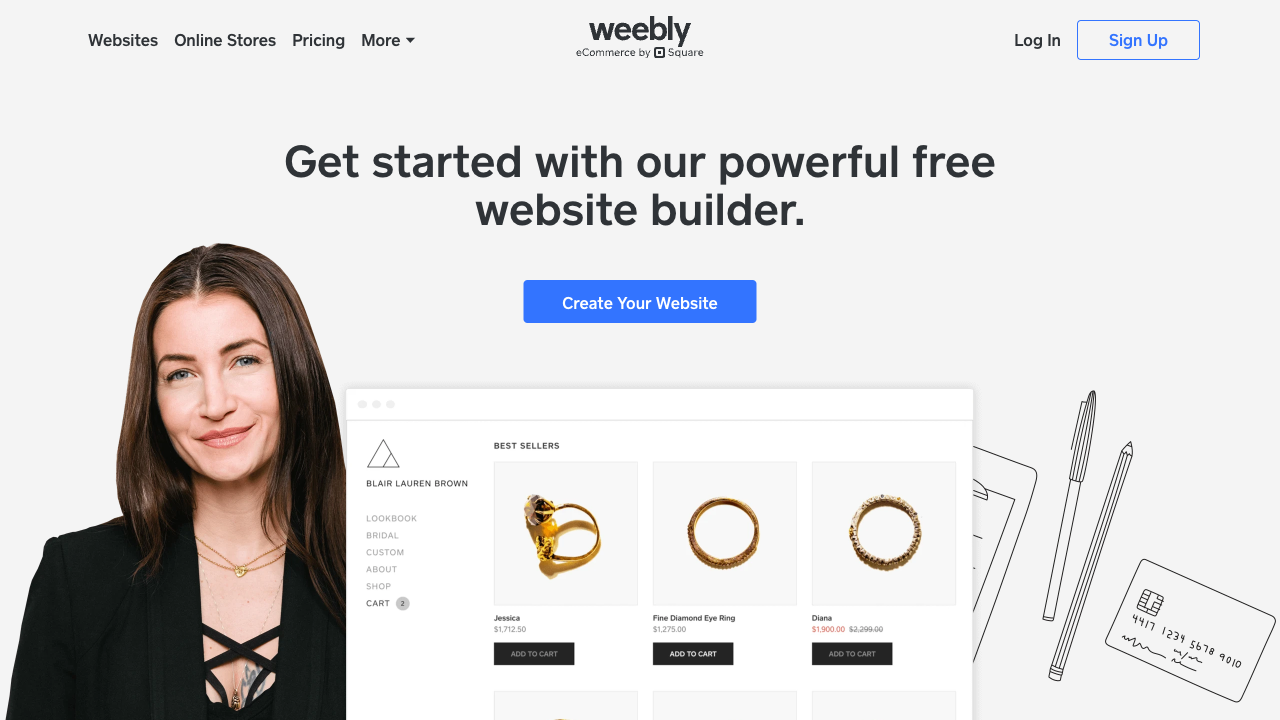 Websites Online Stores Pricing More
weebly
eCommerce by Square
Log In Sign Up
Get started with our powerful free
website builder.
Create Your Website
BLAIR LAUREN BROWN
LOOKBOOK
BRIDAL
CUSTOM
ABOUT
SHOP
CART 2
BEST SELLERS
Jessica
$1,712.50
ADD TO CART
Fine Diamond Eye Ring
$1,275.00
ADD TO CART
Diana
$1,900.00 $2,299.00
ADD TO CART
4417 1234 5678 9010